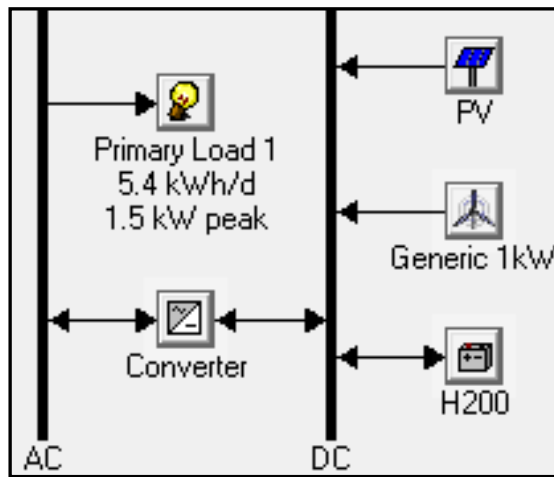 PV
Primary Load 1
5.4 kWh/d
1.5 kW peak
Generic 1kW
Converter
H200
AC
DC